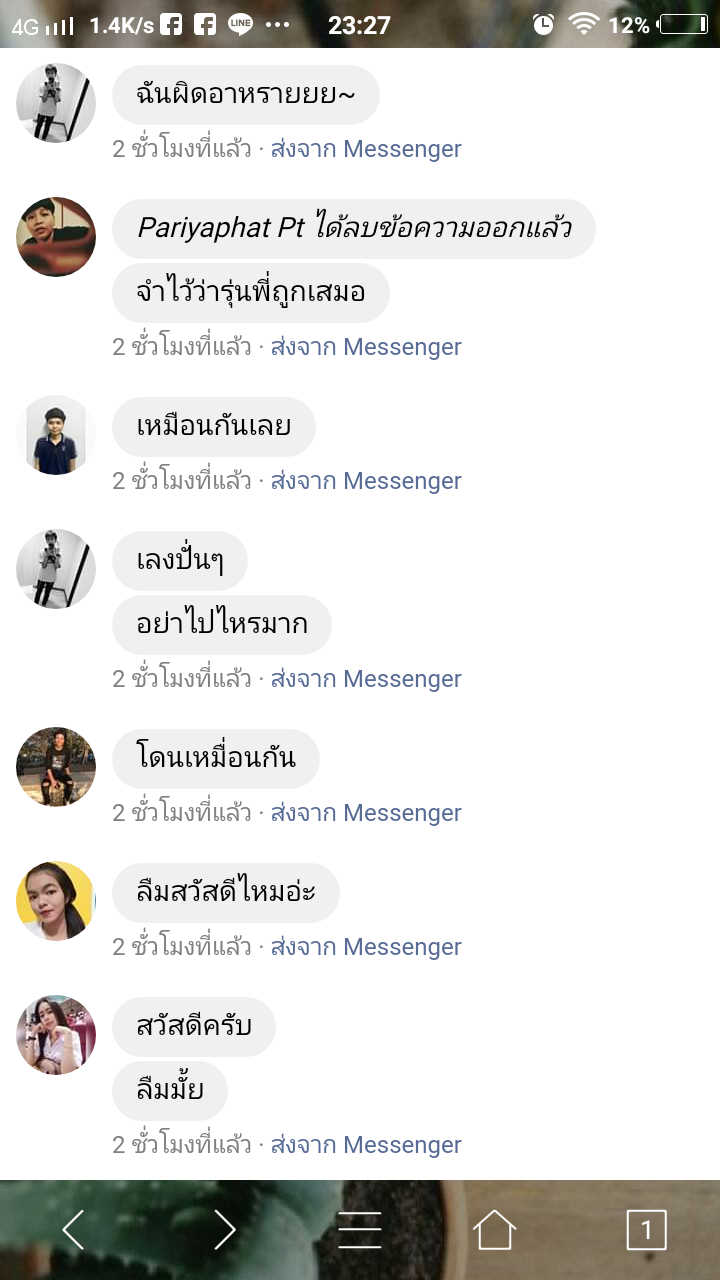 4G 1.4K/s LINE 23:27 12%
ฉันผิดอาหรายยย~
2 ชั่วโมงที่แล้ว · ส่งจาก Messenger
Pariyaphat Pt ได้ลบข้อความออกแล้ว
จำไว้ว่ารุ่นพี่ถูกเสมอ
2 ชั่วโมงที่แล้ว · ส่งจาก Messenger
เหมือนกันเลย
2 ชั่วโมงที่แล้ว · ส่งจาก Messenger
เลงปั่นๆ
อย่าไปไหรมาก
2 ชั่วโมงที่แล้ว · ส่งจาก Messenger
โดนเหมื่อนกัน
2 ชั่วโมงที่แล้ว · ส่งจาก Messenger
ลืมสวัสดีไหมอ่ะ
2 ชั่วโมงที่แล้ว · ส่งจาก Messenger
สวัสดีครับ
ลืมมั้ย
2 ชั่วโมงที่แล้ว · ส่งจาก Messenger
1